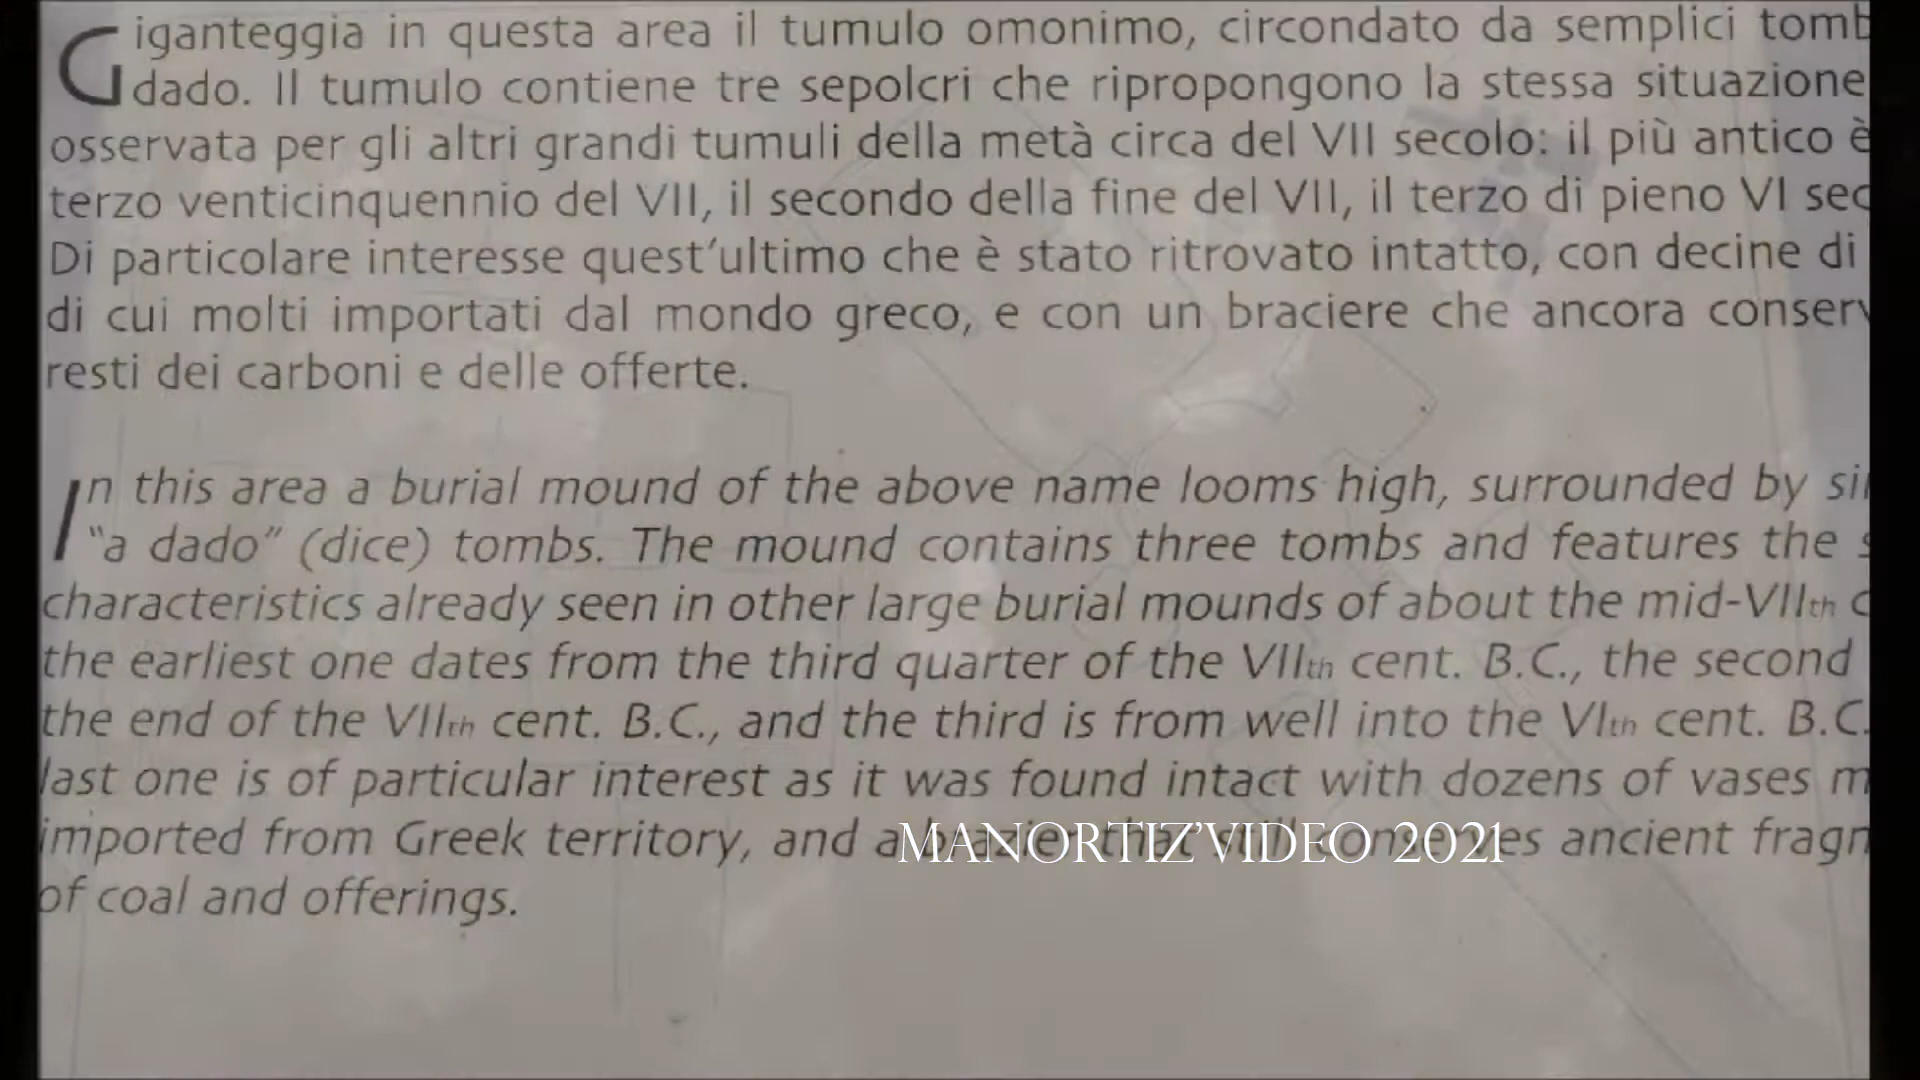 Giganteggia in questa area il tumulo omonimo, circondato da semplici
dado. Il tumulo contiene tre sepolcri che ripropongono la stessa situazione
osservata per gli altri grandi tumuli della metà circa del VII secolo: il più antico è
terzo venticinquennio del VII, il secondo della fine del VII, il terzo di pieno VI
Di particolare interesse quest'ultimo che è stato ritrovato intatto, con decine di
di cui molti importati dal mondo greco, e con un braciere che ancora
resti dei carboni e delle offerte.
In this area a burial mound of the above name looms high, surrounded by
"a dado" (dice) tombs. The mound contains three tombs and features the
characteristics already seen in other large burial mounds of about the mid-VIIth
the earliest one dates from the third quarter of the VIIth cent. B.C., the second
the end of the VIIth cent. B.C., and the third is from well into the VIth cent. B.C.
last one is of particular interest as it was found intact with dozens of vases
imported from Greek territory, and a brazier that still conserves ancient
of coal and offerings.
MANORTIZ'VIDEO 2021